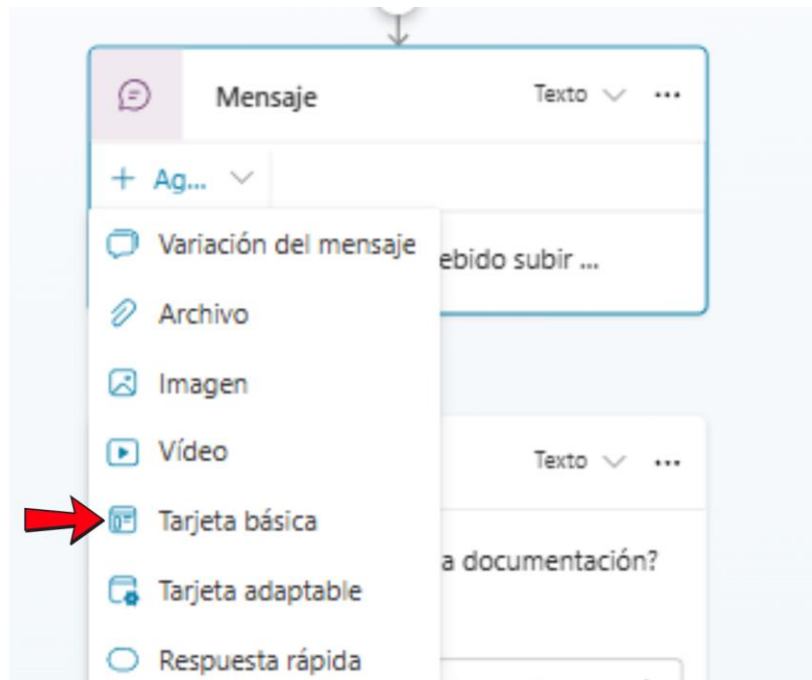 Mensaje Texto
+ Ag...
Variación del mensaje
ebido subir ...
Archivo
Imagen
Vídeo
Texto
Tarjeta básica
a documentación?
Tarjeta adaptable
Respuesta rápida